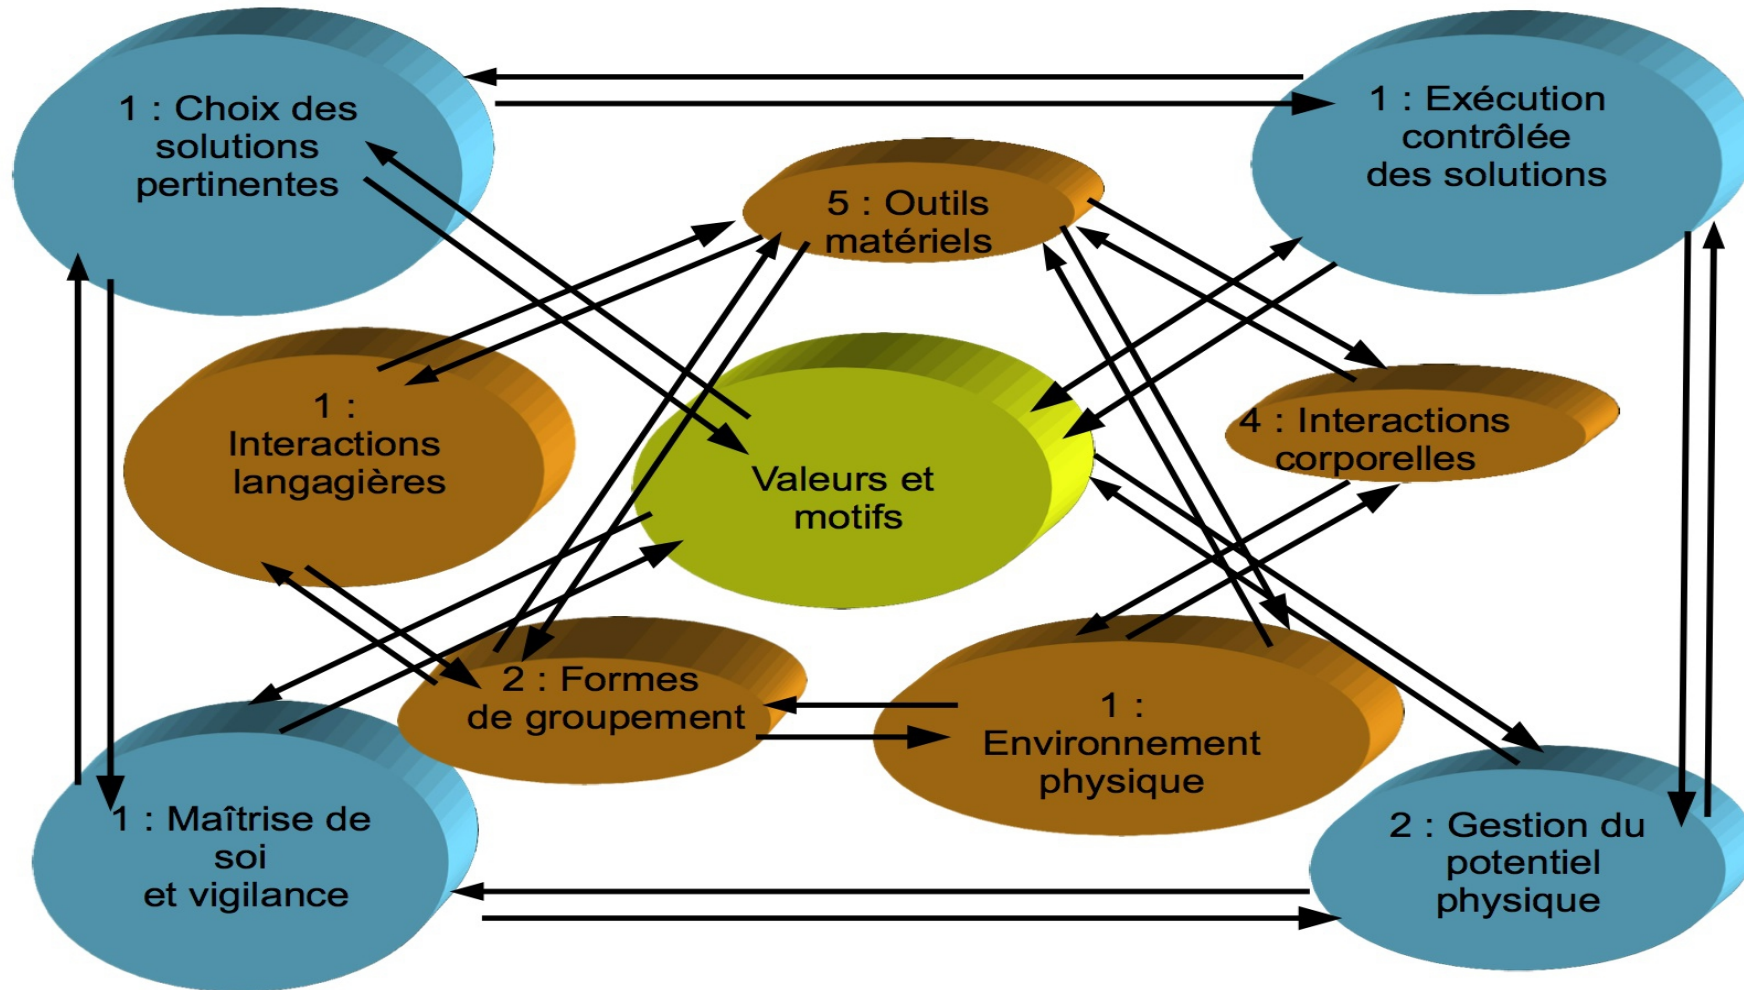 1 : Choix des
solutions
pertinentes
1 : Exécution
contrôlée
des solutions
5 : Outils
matériels
1 :
Interactions
langagières
4 : Interactions
corporelles
Valeurs et
motifs
2 : Formes
de groupement
1 :
Environnement
physique
1 : Maîtrise de
soi
et vigilance
2 : Gestion du
potentiel
physique